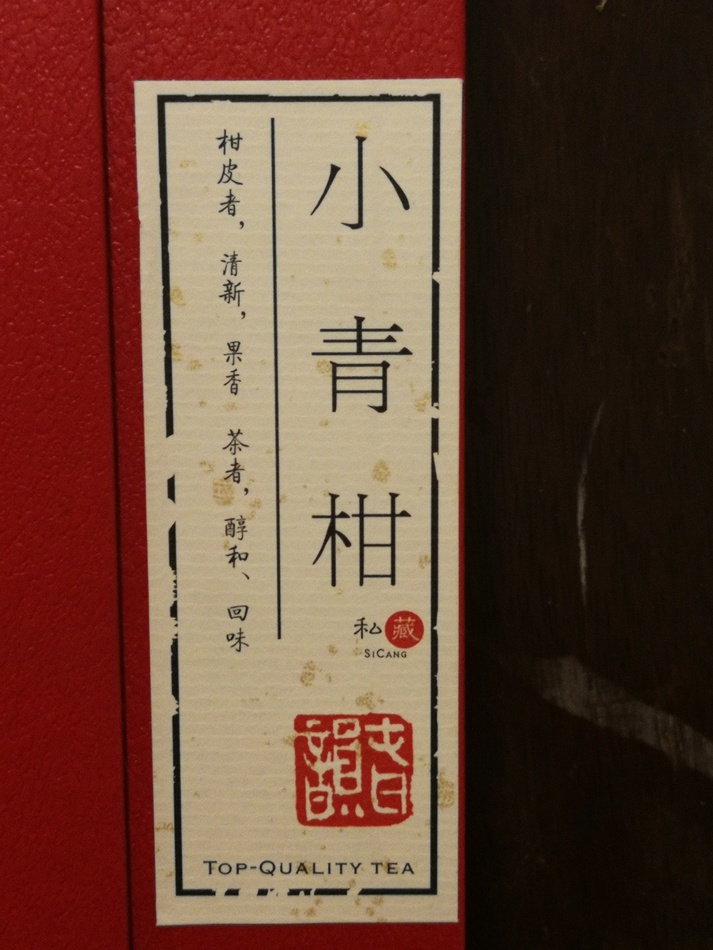 小青柑
私藏
SiCang
柑皮者，清新，果香 茶者，醇和、回味
Top-Quality tea